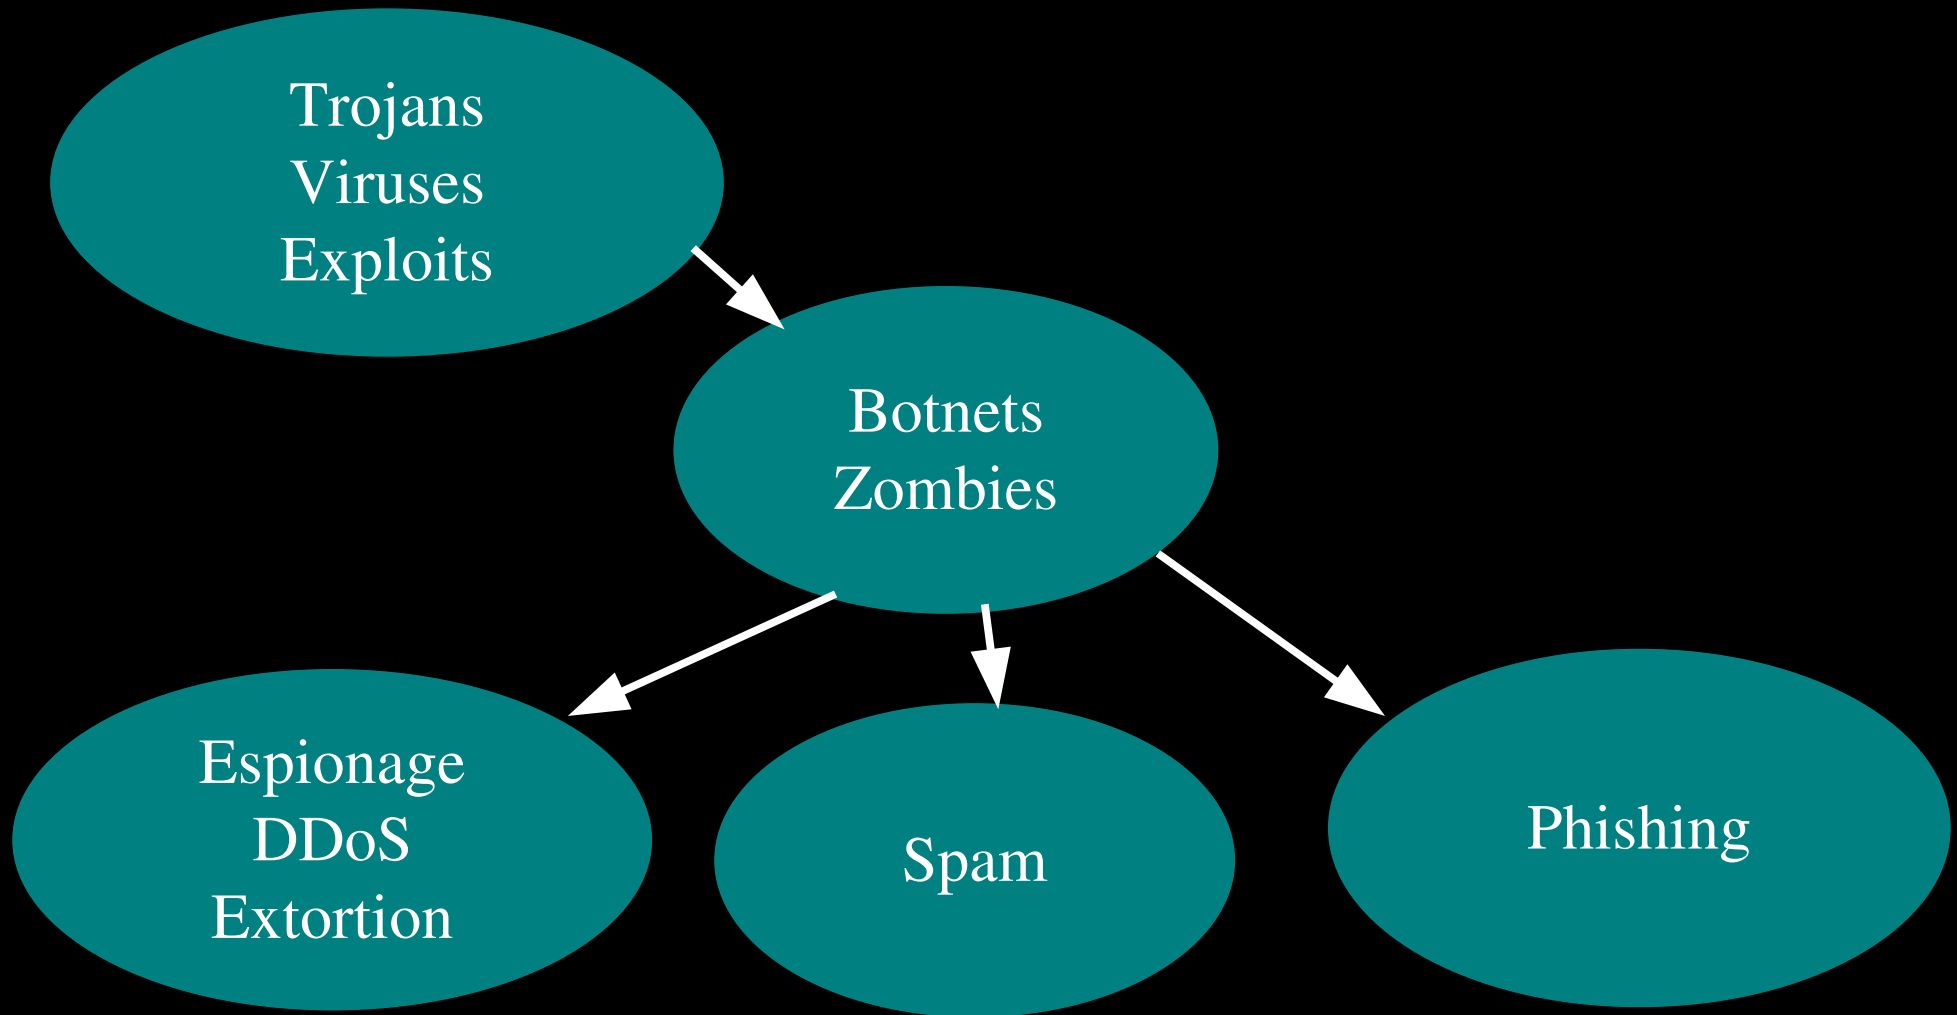 Trojans
Viruses
Exploits
Botnets
Zombies
Espionage
DDoS
Extortion
Spam
Phishing